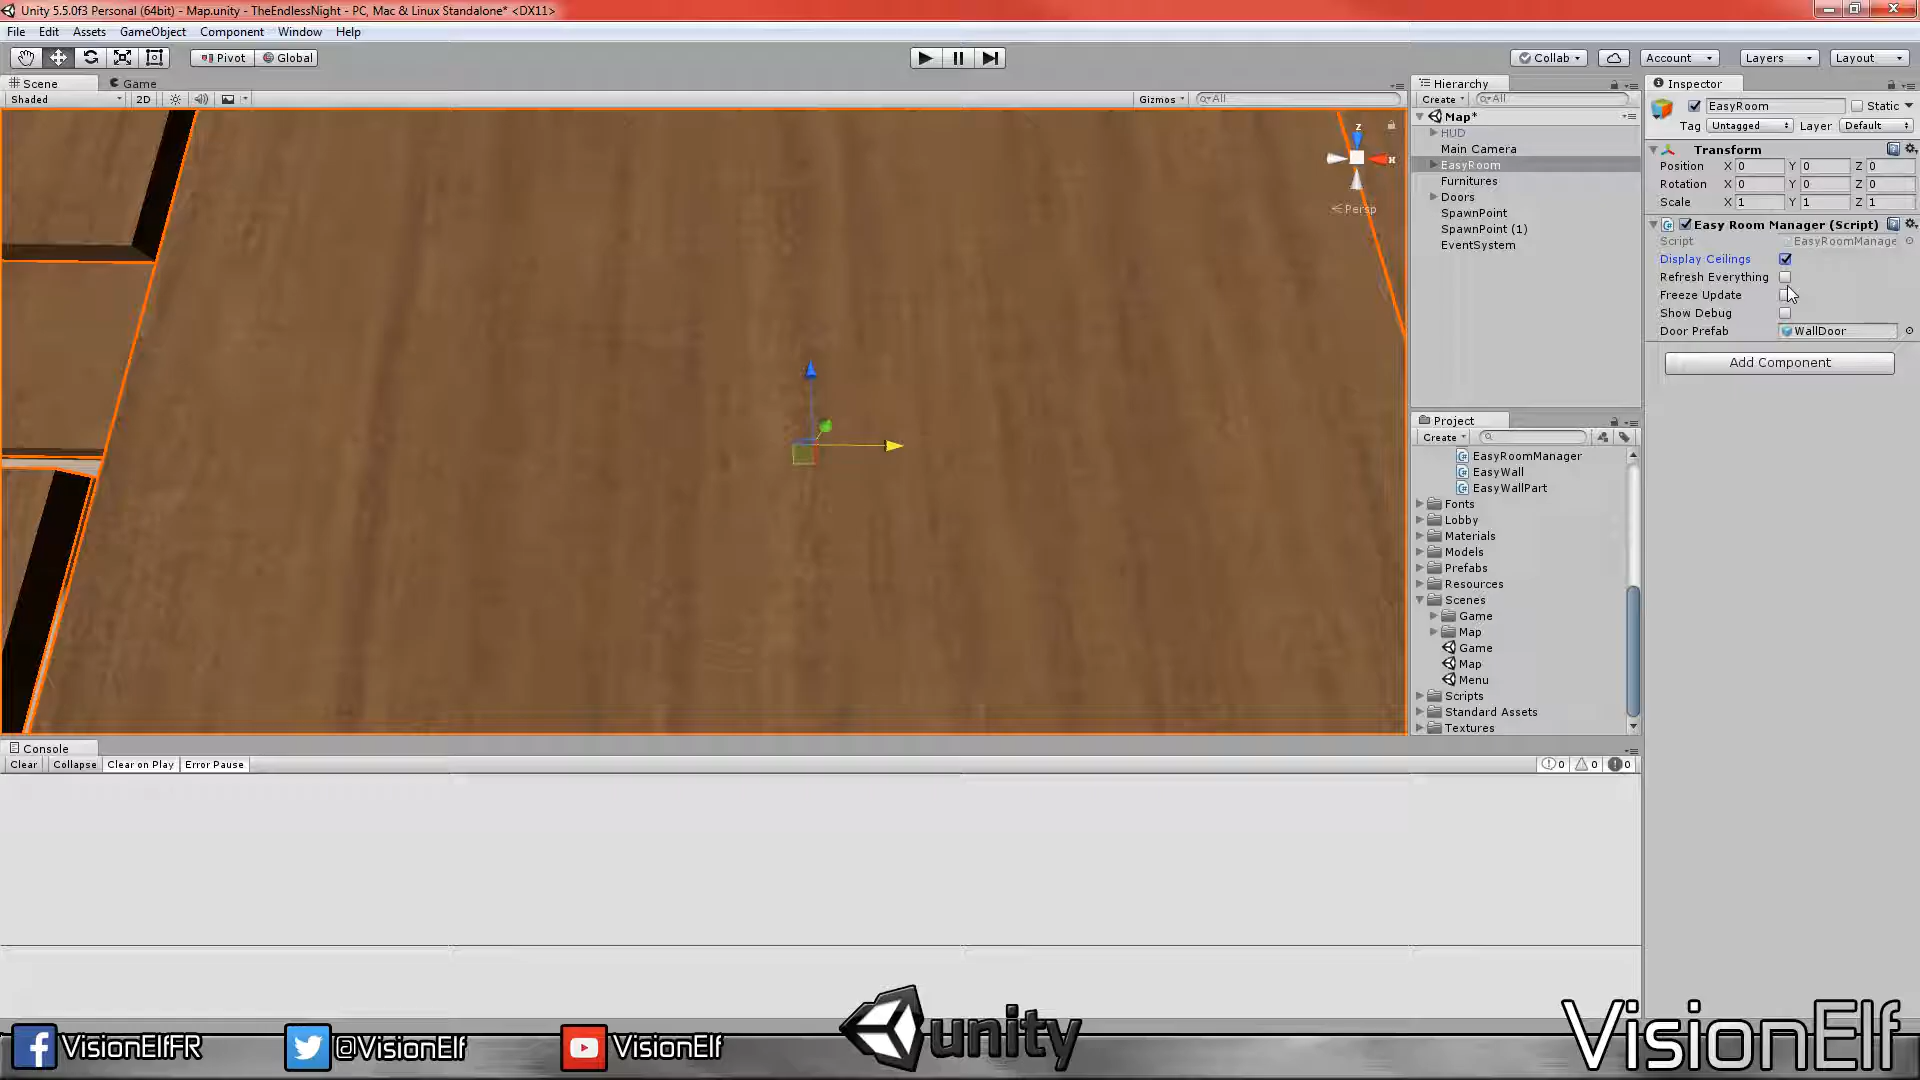 Unity 5.5.0f3 Personal (64bit) - Map.unity - TheEndlessNight - PC, Mac & Linux Standalone* <DX11>
File Edit Assets GameObject Component Window Help
Pivot Global Collab Account Layers Layout
Scene Game
Shaded 2D Gizmos All
z
x
Persp
Hierarchy
Create All
Map*
HUD
Main Camera
EasyRoom
Furnitures
Doors
SpawnPoint
SpawnPoint (1)
EventSystem
Project
Create
EasyRoomManager
EasyWall
EasyWallPart
Fonts
Lobby
Materials
Models
Prefabs
Resources
Scenes
Game
Map
Game
Map
Menu
Scripts
Standard Assets
Textures
Inspector
EasyRoom Static
Tag Untagged Layer Default
Transform
Position X 0 Y 0 Z 0
Rotation X 0 Y 0 Z 0
Scale X 1 Y 1 Z 1
Easy Room Manager (Script)
Script EasyRoomManage
Display Ceilings
Refresh Everything
Freeze Update
Show Debug
Door Prefab WallDoor
Add Component
Console
Clear Collapse Clear on Play Error Pause 0 0 0
VisionElfFR @VisionElf VisionElf unity VisionElf